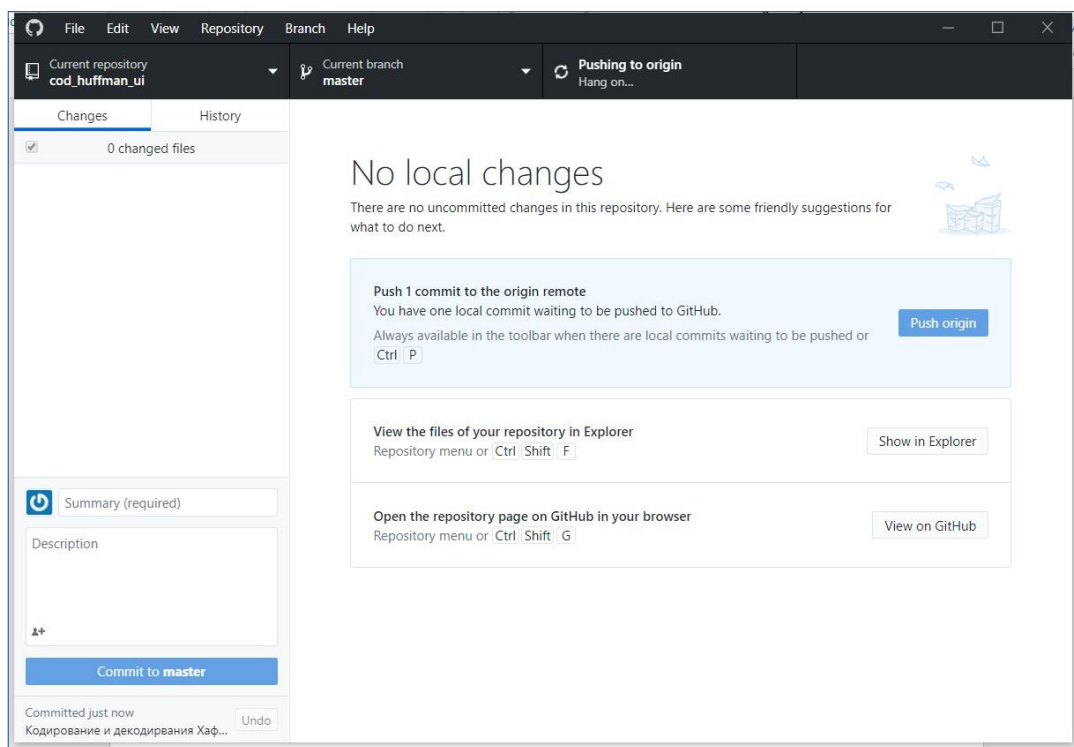 File Edit View Repository Branch Help
Current repository
cod_huffman_ui
Current branch
master
Pushing to origin
Hang on...
Changes History
0 changed files
No local changes
There are no uncommitted changes in this repository. Here are some friendly suggestions for
what to do next.
Push 1 commit to the origin remote
You have one local commit waiting to be pushed to GitHub.
Always available in the toolbar when there are local commits waiting to be pushed or
Ctrl P
Push origin
View the files of your repository in Explorer
Repository menu or Ctrl Shift F
Show in Explorer
Open the repository page on GitHub in your browser
Repository menu or Ctrl Shift G
View on GitHub
Summary (required)
Description
Commit to master
Committed just now
Кодирование и декодирвания Хаф...
Undo